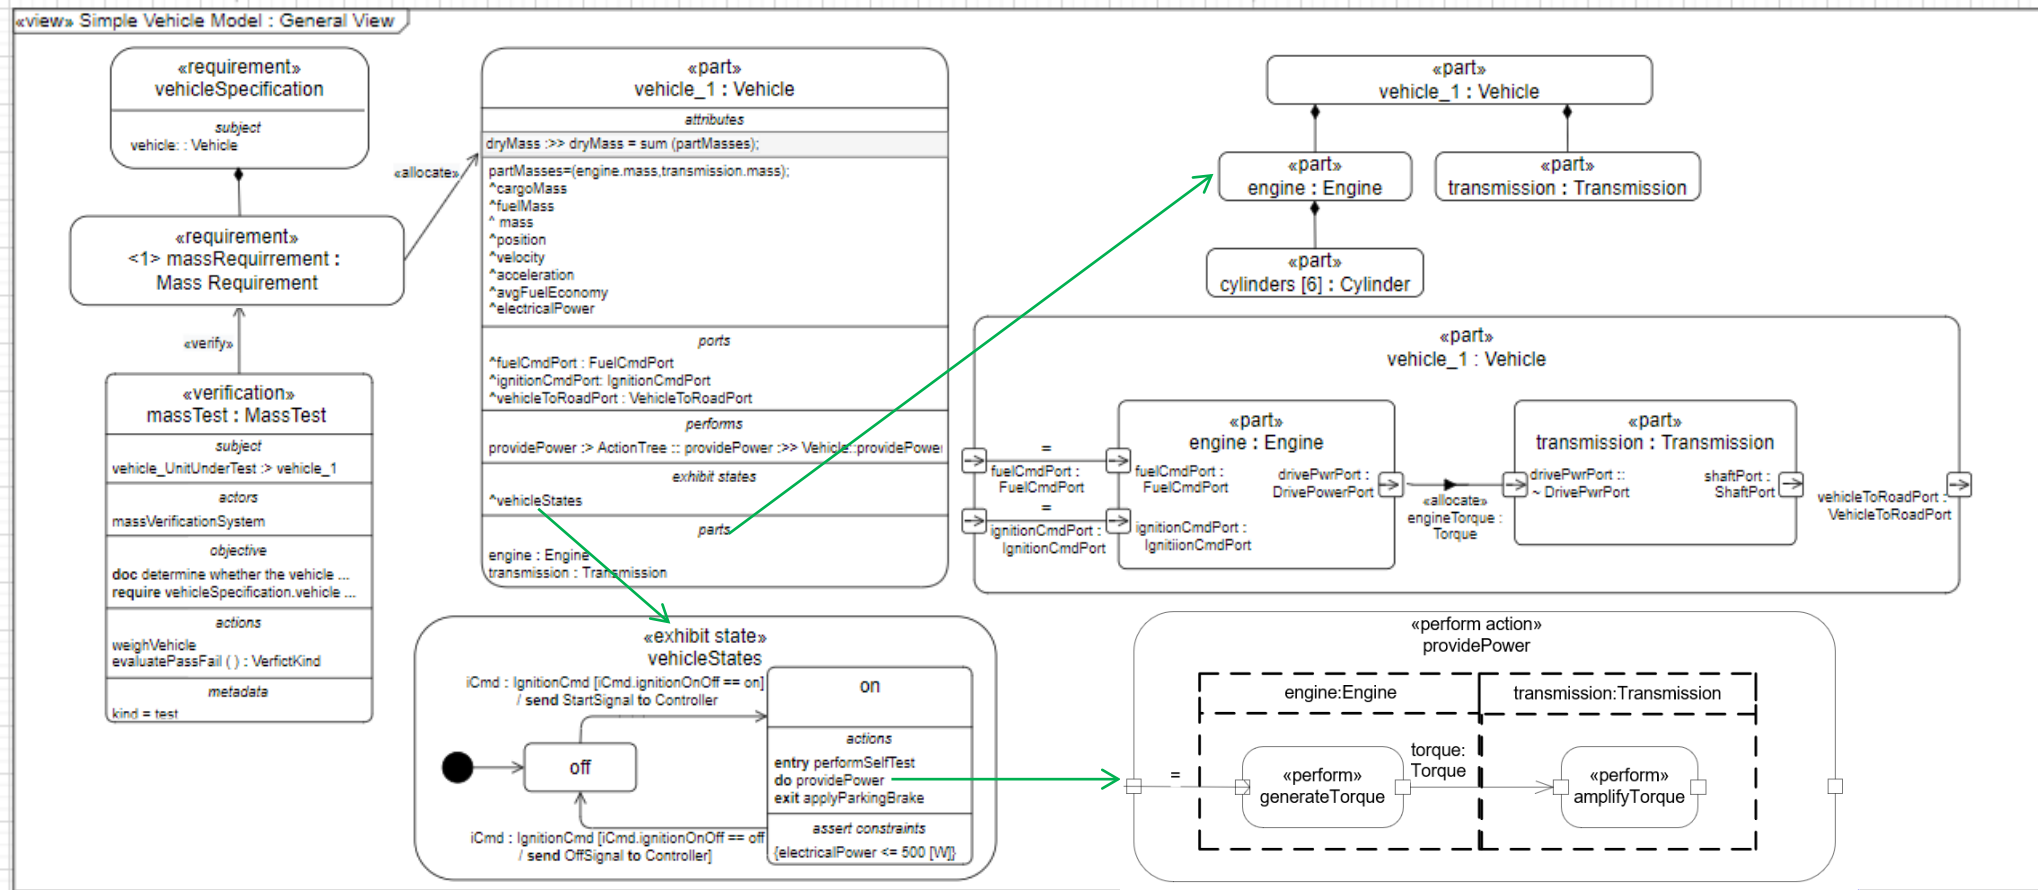 «view» Simple Vehicle Model : General View
«requirement»
vehicleSpecification
subject
vehicle: : Vehicle
«allocate»
«requirement»
<1> massRequirrement :
Mass Requirement
«verify»
«verification»
massTest : MassTest
subject
vehicle_UnitUnderTest :> vehicle_1
actors
massVerificationSystem
objective
doc determine whether the vehicle ...
require vehicleSpecification.vehicle ...
actions
weighVehicle
evaluatePassFail ( ) : VerfictKind
metadata
kind = test
«part»
vehicle_1 : Vehicle
attributes
dryMass :>> dryMass = sum (partMasses);
partMasses=(engine.mass,transmission.mass);
^cargoMass
^fuelMass
^ mass
^position
^velocity
^acceleration
^avgFuelEconomy
^electricalPower
ports
^fuelCmdPort : FuelCmdPort
^ignitionCmdPort: IgnitionCmdPort
^vehicleToRoadPort : VehicleToRoadPort
performs
providePower :> ActionTree :: providePower :>> Vehicle::providePower
exhibit states
^vehicleStates
parts
engine : Engine
transmission : Transmission
«part»
vehicle_1 : Vehicle
«part»
engine : Engine
«part»
transmission : Transmission
«part»
cylinders [6] : Cylinder
«part»
vehicle_1 : Vehicle
=
fuelCmdPort :
FuelCmdPort
=
ignitionCmdPort :
IgnitionCmdPort
«part»
engine : Engine
fuelCmdPort :
FuelCmdPort
ignitionCmdPort :
IgnitiionCmdPort
drivePwrPort :
DrivePowerPort
«allocate»
engineTorque :
Torque
«part»
transmission : Transmission
drivePwrPort ::
~ DrivePwrPort
shaftPort :
ShaftPort
vehicleToRoadPort :
VehicleToRoadPort
«exhibit state»
vehicleStates
iCmd : IgnitionCmd [iCmd.ignitionOnOff == on]
/ send StartSignal to Controller
off
on
actions
entry performSelfTest
do providePower
exit applyParkingBrake
assert constraints
{electricalPower <= 500 [W]}
iCmd : IgnitionCmd [iCmd.ignitionOnOff == off
/ send OffSignal to Controller]
«perform action»
providePower
engine:Engine
transmission:Transmission
=
«perform»
generateTorque
torque:
Torque
«perform»
amplifyTorque